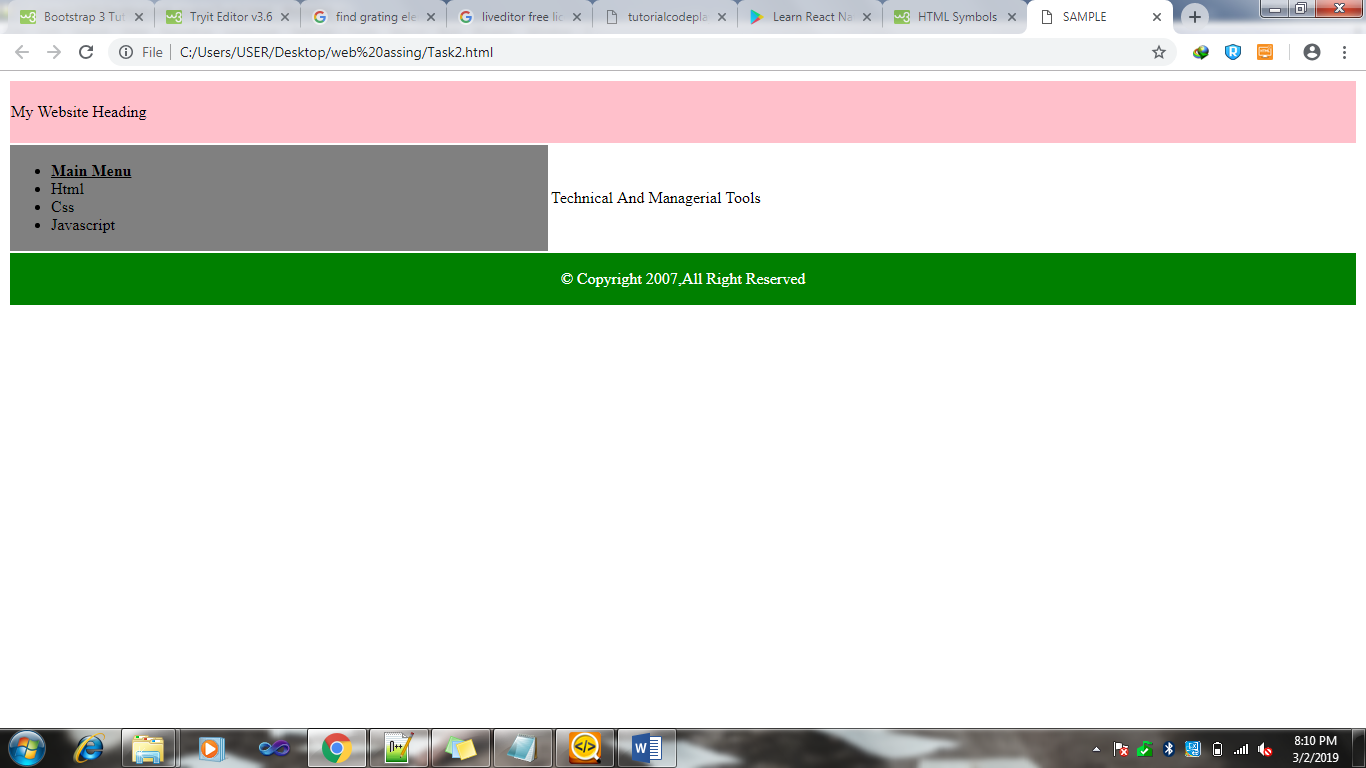 Bootstrap 3 Tut
Tryit Editor v3.6
find grating ele
liveditor free lic
tutorialcodepla
Learn React Na
HTML Symbols
SAMPLE
File C:/Users/USER/Desktop/web%20assing/Task2.html
My Website Heading
Main Menu
Html
Css
Javascript
Technical And Managerial Tools
© Copyright 2007,All Right Reserved
8:10 PM
3/2/2019